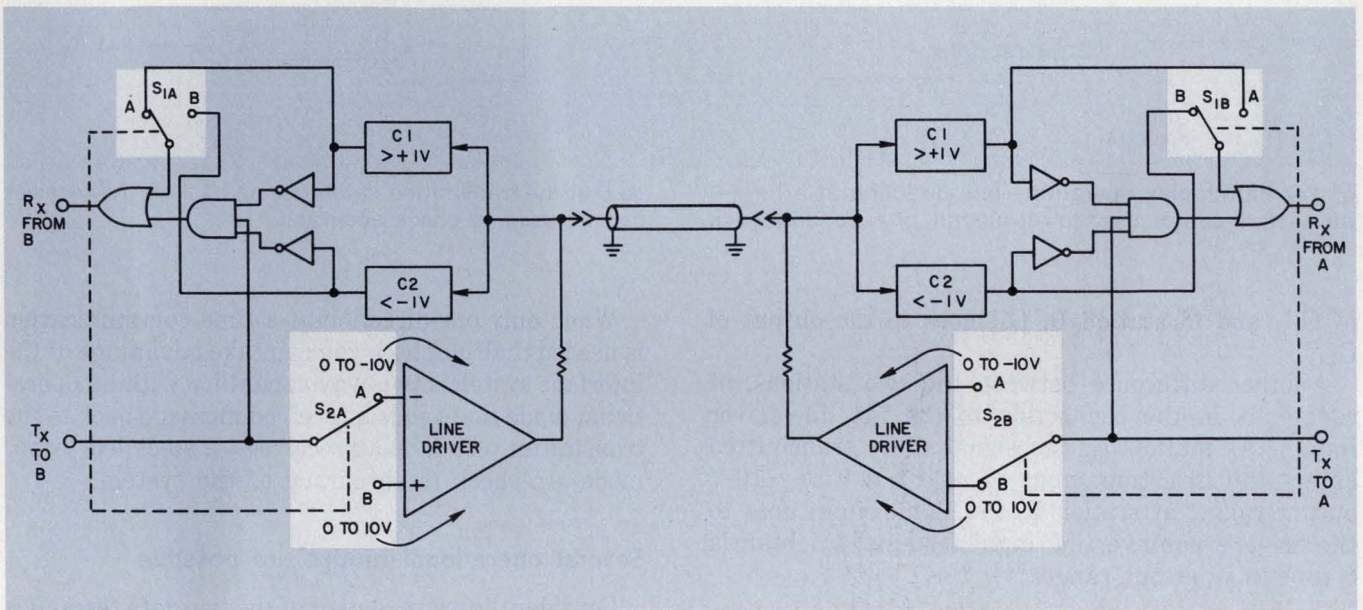 A S1A B
C1
>+1V
RX
FROM
B
C2
<-1V
0 TO -10V
A
-
S2A
LINE
DRIVER
TX
TO
B
B
+
0 TO 10V
C1
>+1V
B S1B A
RX
FROM
A
C2
<-1V
0 TO -10V
A
S2B
LINE
DRIVER
B
0 TO 10V
TX
TO
A